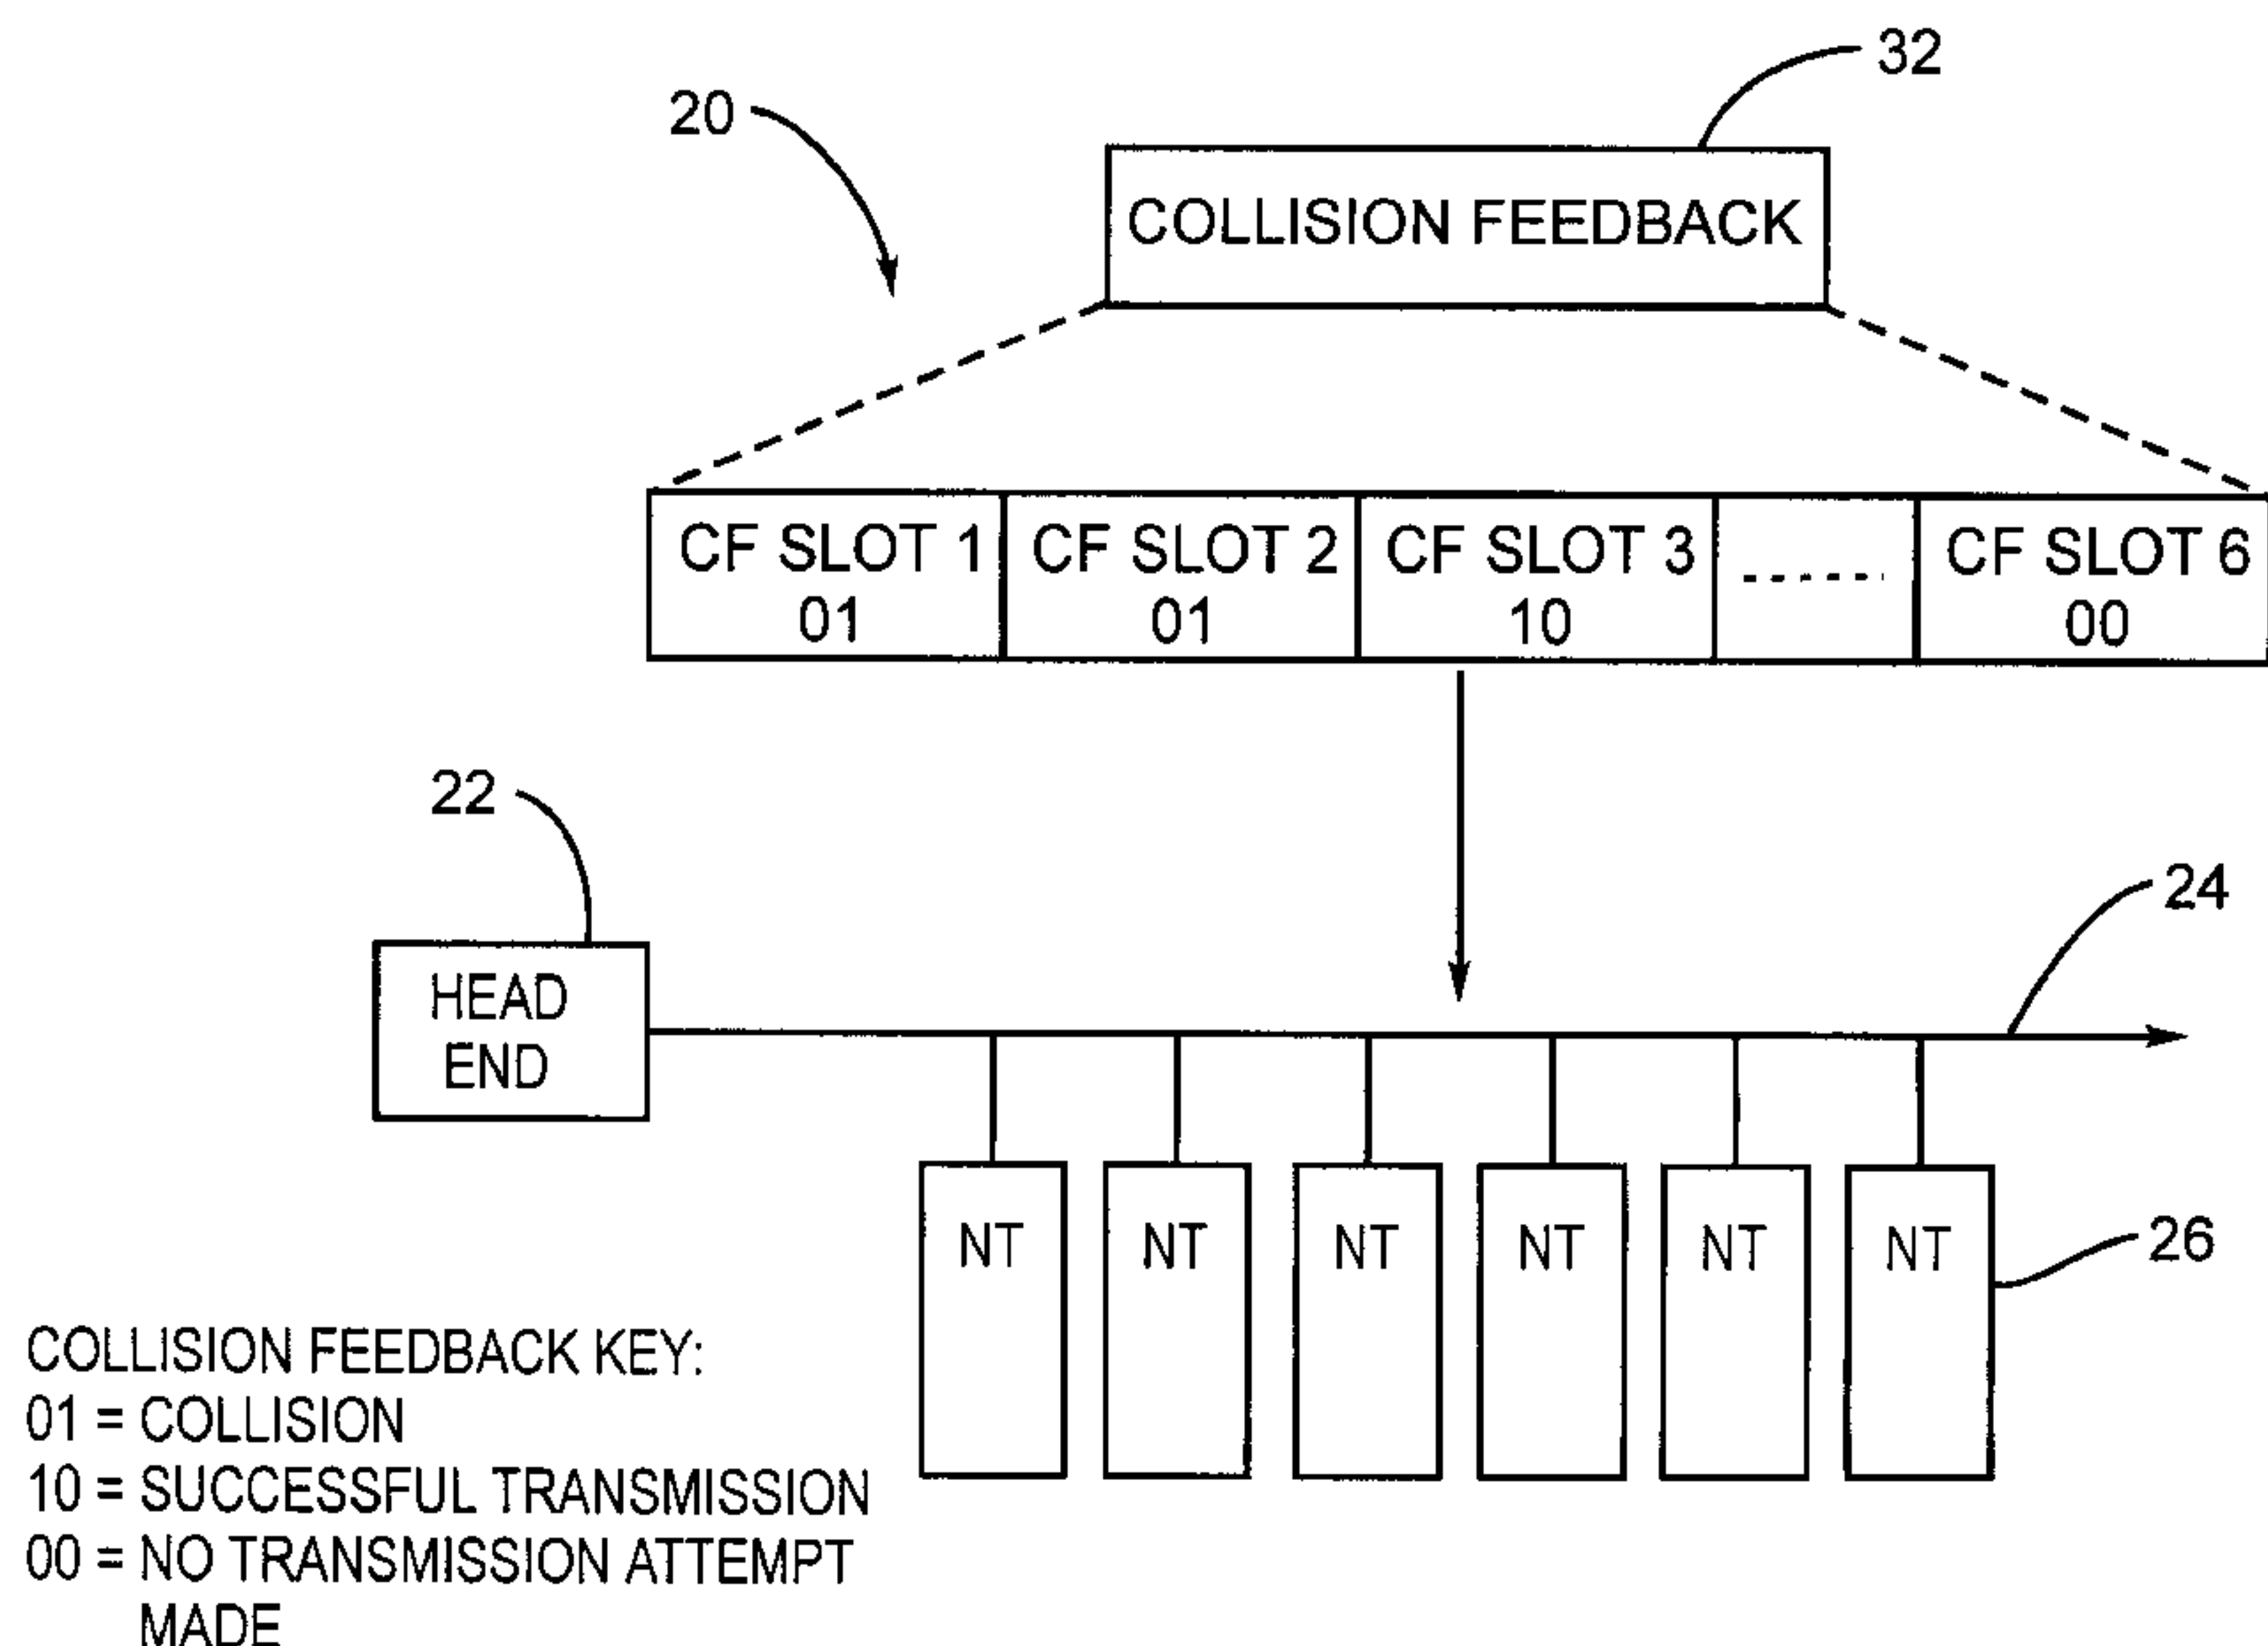 32
20
COLLISION FEEDBACK
CF SLOT 1 CF SLOT 2 CF SLOT 3 ....... CF SLOT 6
01 01 10 00
22
24
HEAD
END
NT NT NT NT NT NT
26
COLLISION FEEDBACK KEY:
01 = COLLISION
10 = SUCCESSFUL TRANSMISSION
00 = NO TRANSMISSION ATTEMPT
MADE